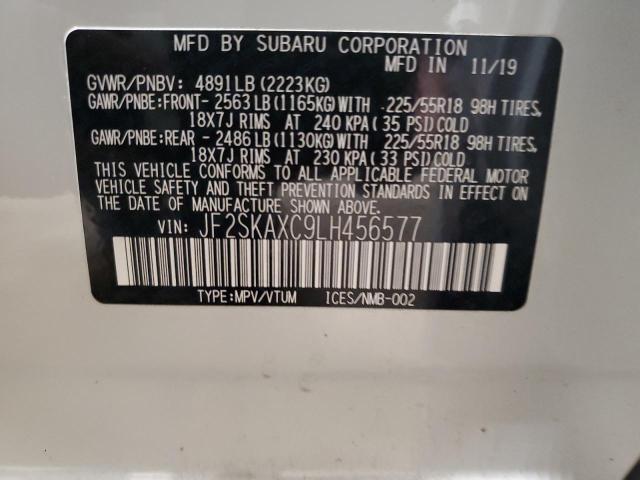 MFD BY SUBARU CORPORATION
MFD IN 11/19
GVWR/PNBV: 4891LB (2223KG)
GAWR/PNBE:FRONT- 2563LB (1165KG)WITH 225/55R18 98H TIRES,
18X7J RIMS AT 240 KPA(35 PSI)COLD
GAWR/PNBE:REAR - 2486LB (1130KG)WITH 225/55R18 98H TIRES,
18X7J RIMS AT 230 KPA(33 PSI)COLD
THIS VEHICLE CONFORMS TO ALL APPLICABLE FEDERAL MOTOR
VEHICLE SAFETY AND THEFT PREVENTION STANDARDS IN EFFECT ON
THE DATE OF MANUFACTURE SHOWN ABOVE.
VIN: JF2SKAXC9LH456577
TYPE:MPV/VTUM ICES/NMB-002